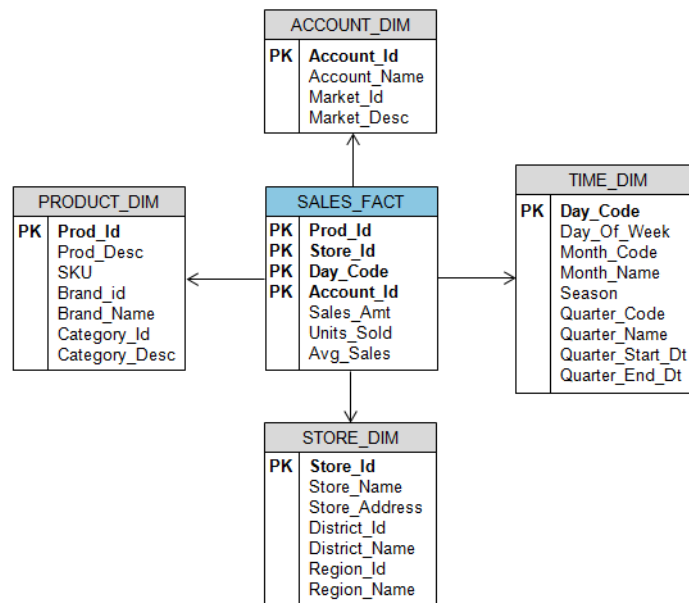 ACCOUNT_DIM
PK Account_Id
Account_Name
Market_Id
Market_Desc
PRODUCT_DIM
PK Prod_Id
Prod_Desc
SKU
Brand_id
Brand_Name
Category_Id
Category_Desc
SALES_FACT
PK Prod_Id
PK Store_Id
PK Day_Code
PK Account_Id
Sales_Amt
Units_Sold
Avg_Sales
TIME_DIM
PK Day_Code
Day_Of_Week
Month_Code
Month_Name
Season
Quarter_Code
Quarter_Name
Quarter_Start_Dt
Quarter_End_Dt
STORE_DIM
PK Store_Id
Store_Name
Store_Address
District_Id
District_Name
Region_Id
Region_Name